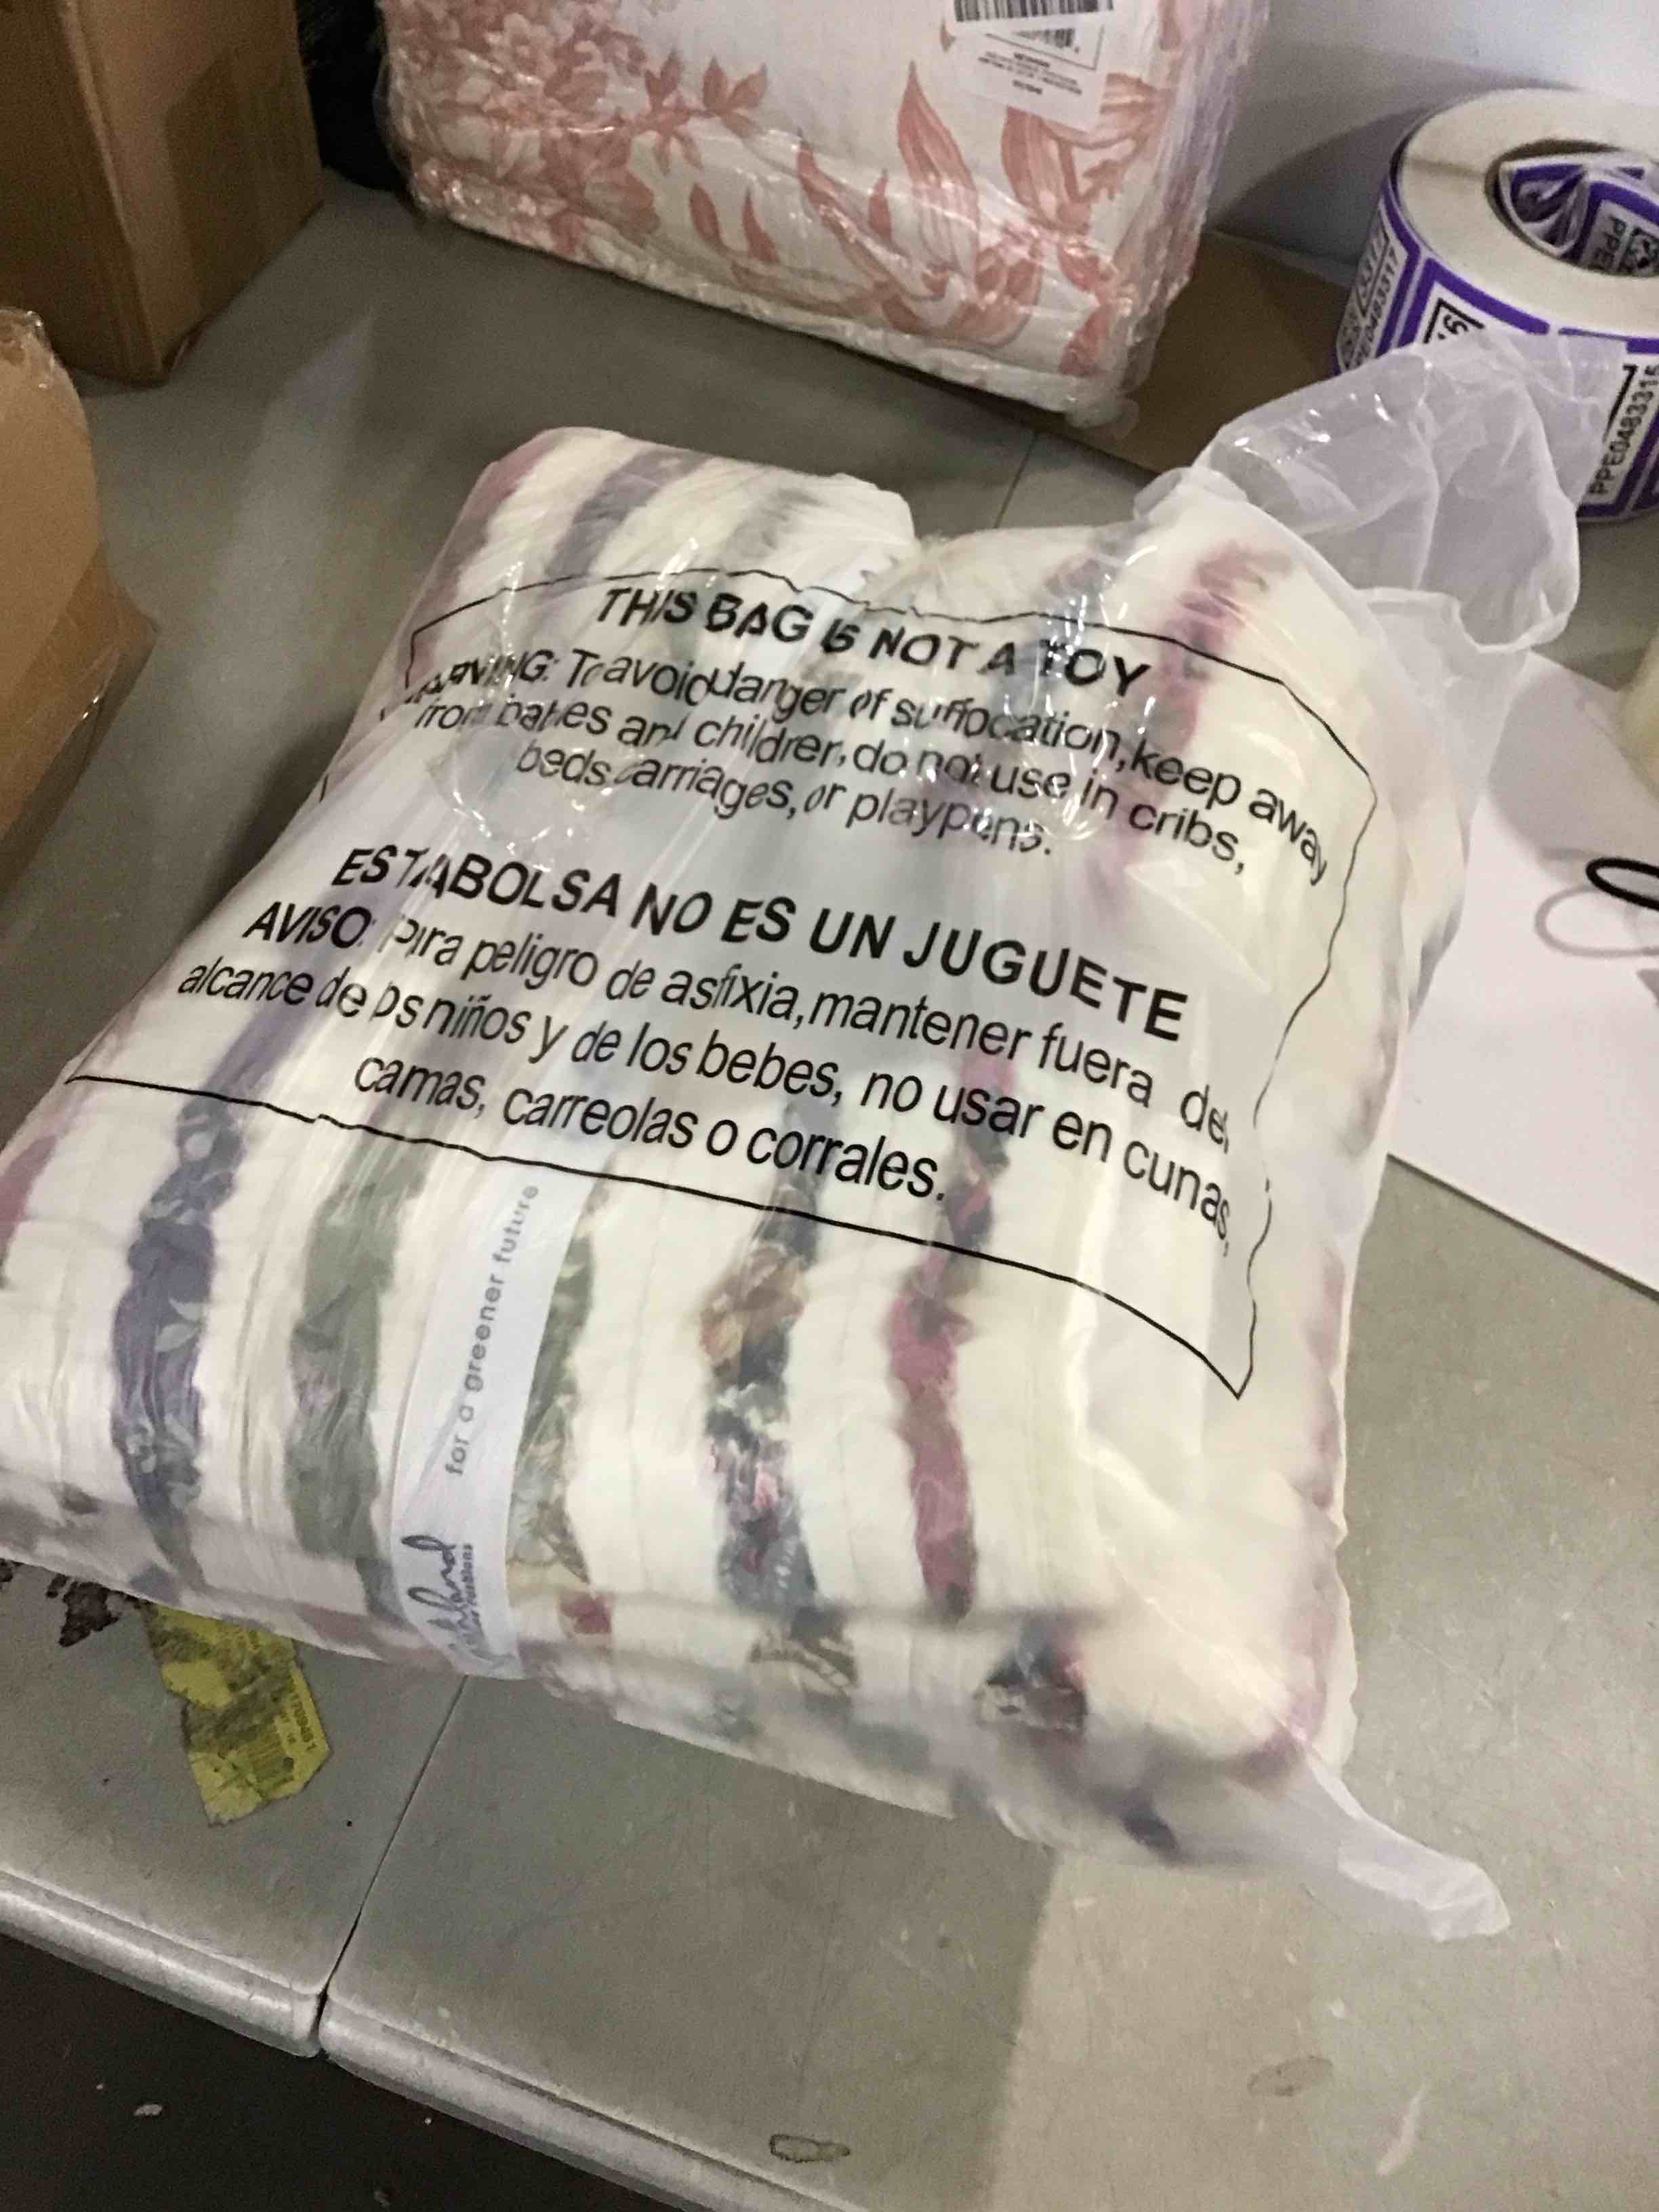 THIS BAG IS NOT A TOY
WARNING: To avoid danger of suffocation, keep away
from babies and children, do not use in cribs,
beds, carriages, or playpens.
ESTA BOLSA NO ES UN JUGUETE
AVISO: Para peligro de asfixia, mantener fuera del
alcance de los niños y de los bebes, no usar en cunas,
camas, carreolas o corrales.
for a greener future
PPE0483316